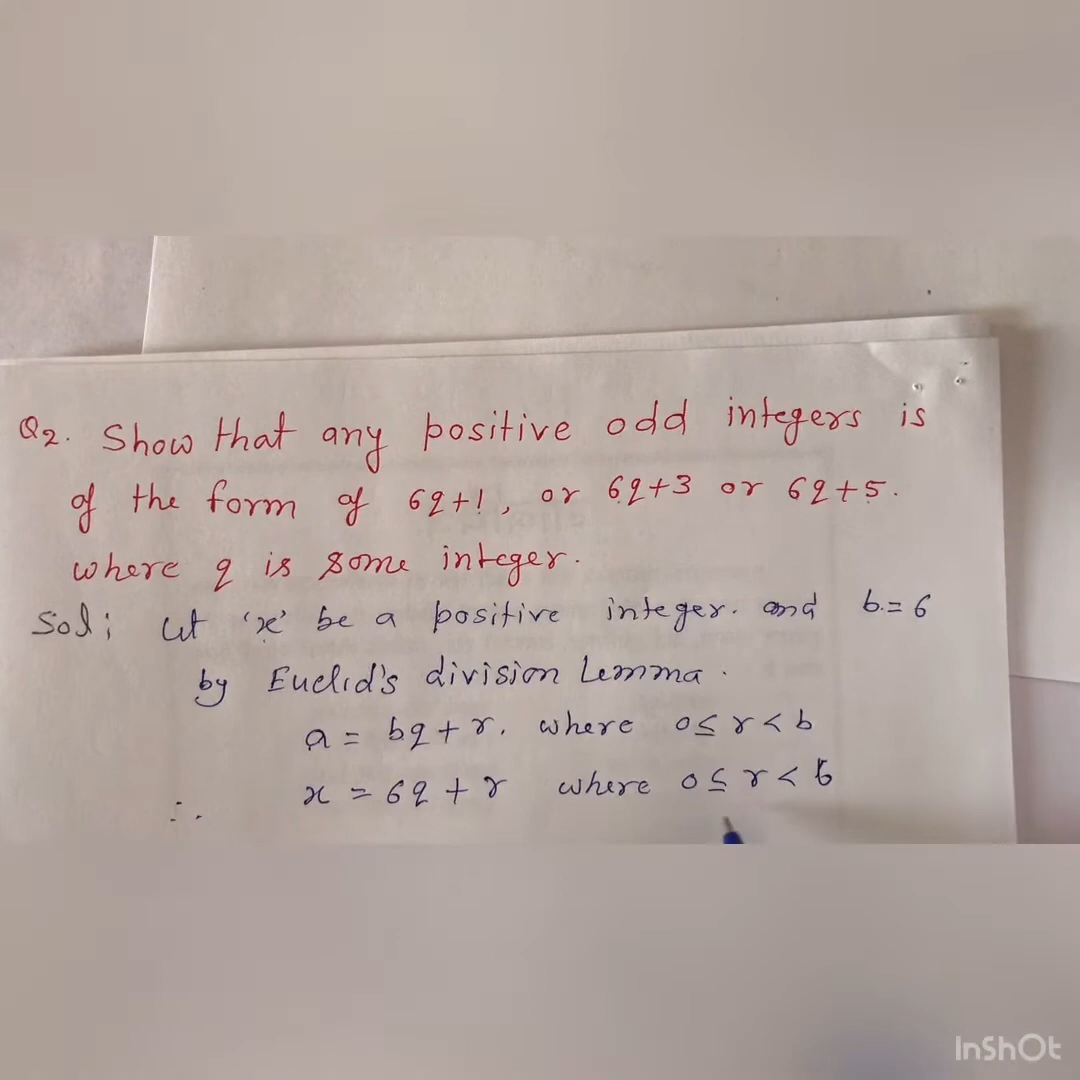 Q2. Show that any positive odd integers is
of the form of 6q+1, or 6q+3 or 6q+5.
where q is some integer.
Sol; Let 'x' be a positive integer. and b=6
by Euclid's division Lemma.
a = bq + r. where 0≤ r < b
∴ x = 6q + r where 0 ≤ r < 6
InShOt